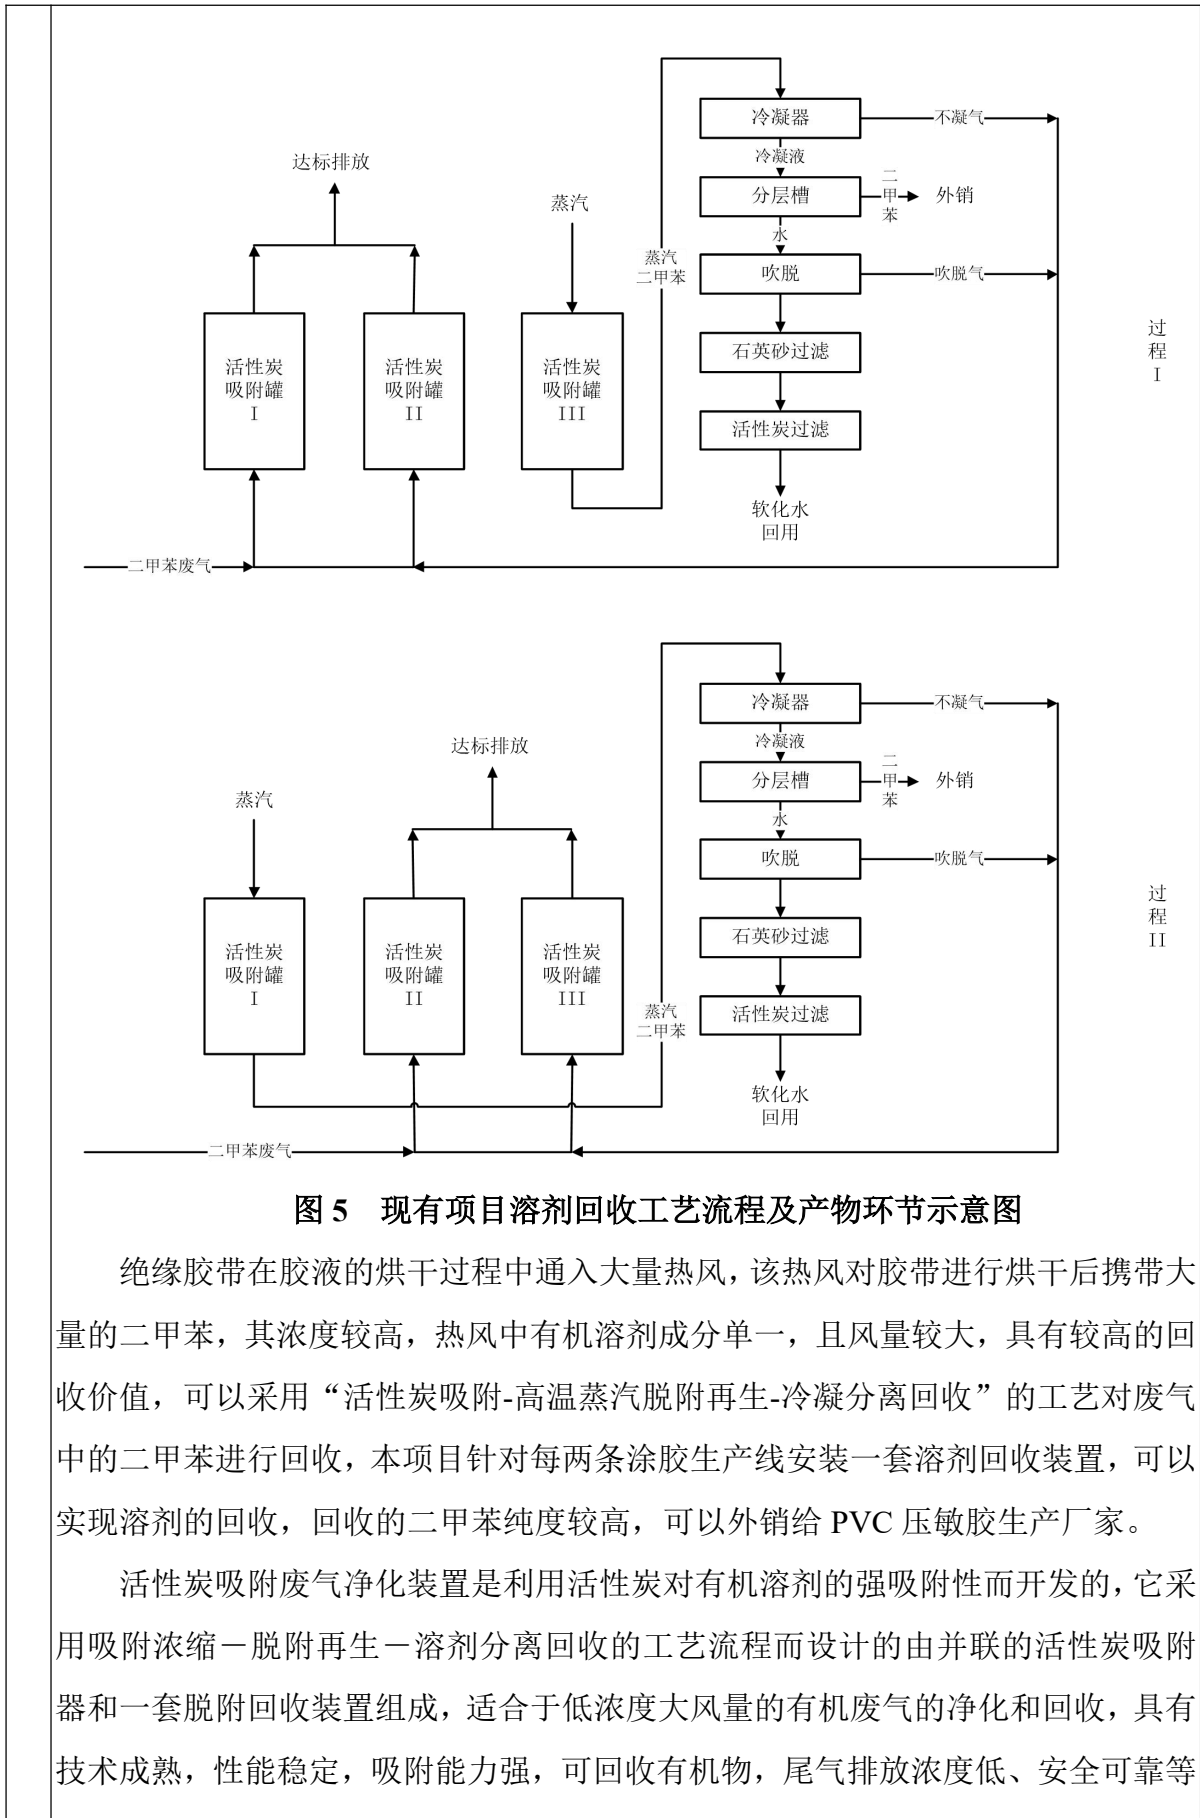 冷凝器
不凝气
达标排放
冷凝液
二
甲
苯
分层槽
外销
蒸汽
水
蒸汽
二甲苯
吹脱
吹脱气
过
程
I
活性炭
吸附罐
I
活性炭
吸附罐
II
活性炭
吸附罐
III
石英砂过滤
活性炭过滤
软化水
回用
二甲苯废气
冷凝器
不凝气
达标排放
冷凝液
二
甲
苯
分层槽
外销
蒸汽
水
吹脱
吹脱气
过
程
II
活性炭
吸附罐
I
活性炭
吸附罐
II
活性炭
吸附罐
III
石英砂过滤
蒸汽
二甲苯
活性炭过滤
软化水
回用
二甲苯废气
图 5 现有项目溶剂回收工艺流程及产物环节示意图
绝缘胶带在胶液的烘干过程中通入大量热风，该热风对胶带进行烘干后携带大
量的二甲苯，其浓度较高，热风中有机溶剂成分单一，且风量较大，具有较高的回
收价值，可以采用“活性炭吸附-高温蒸汽脱附再生-冷凝分离回收”的工艺对废气
中的二甲苯进行回收，本项目针对每两条涂胶生产线安装一套溶剂回收装置，可以
实现溶剂的回收，回收的二甲苯纯度较高，可以外销给 PVC 压敏胶生产厂家。
活性炭吸附废气净化装置是利用活性炭对有机溶剂的强吸附性而开发的，它采
用吸附浓缩－脱附再生－溶剂分离回收的工艺流程而设计的由并联的活性炭吸附
器和一套脱附回收装置组成，适合于低浓度大风量的有机废气的净化和回收，具有
技术成熟，性能稳定，吸附能力强，可回收有机物，尾气排放浓度低、安全可靠等